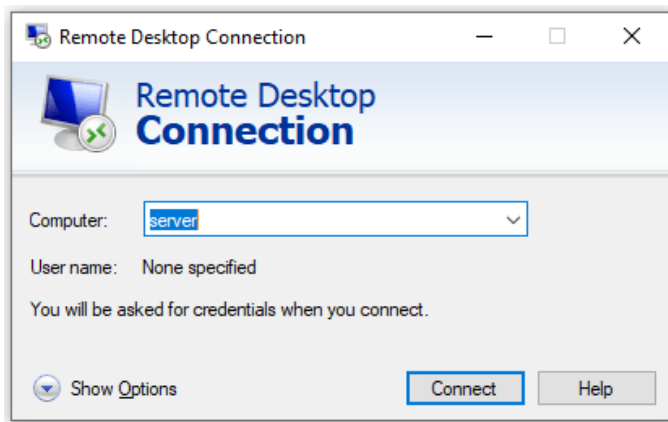 Remote Desktop Connection
Remote Desktop
Connection
Computer: server
User name: None specified
You will be asked for credentials when you connect.
Show Options Connect Help